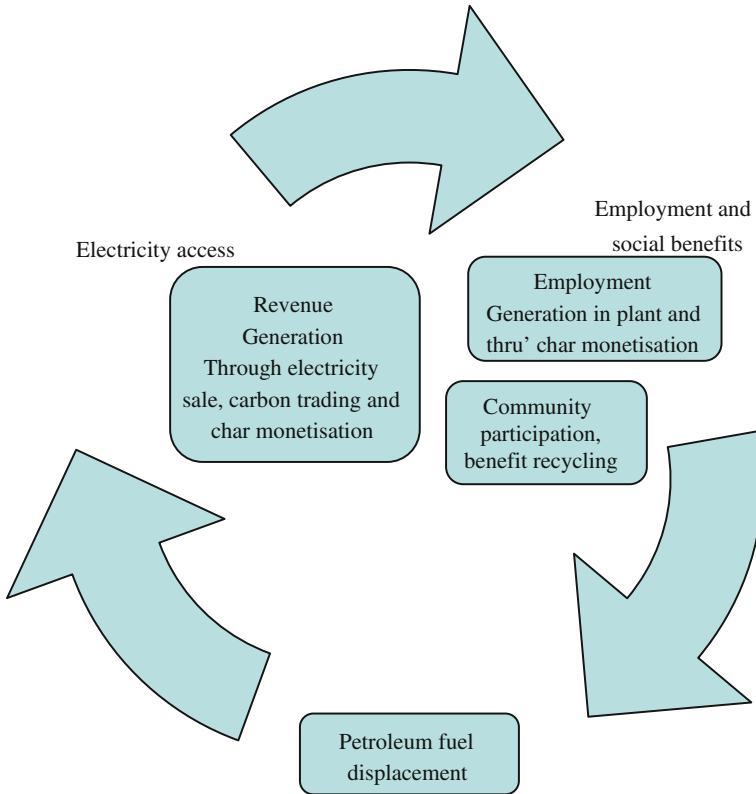 Electricity access
Revenue
Generation
Through electricity
sale, carbon trading and
char monetisation
Employment and
social benefits
Employment
Generation in plant and
thru’ char monetisation
Community
participation,
benefit recycling
Petroleum fuel
displacement